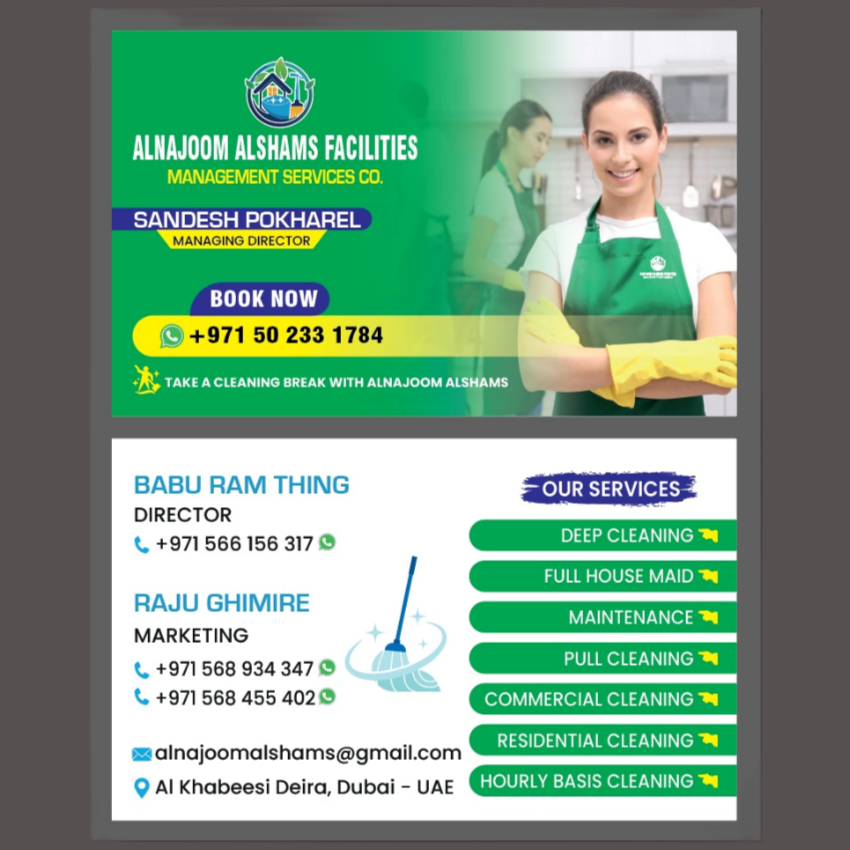 ALNAJOOM ALSHAMS FACILITIES
MANAGEMENT SERVICES CO.
SANDESH POKHAREL
MANAGING DIRECTOR
BOOK NOW
+971 50 233 1784
TAKE A CLEANING BREAK WITH ALNAJOOM ALSHAMS
BABU RAM THING
DIRECTOR
+971 566 156 317
RAJU GHIMIRE
MARKETING
+971 568 934 347
+971 568 455 402
alnajoomalshams@gmail.com
Al Khabeesi Deira, Dubai - UAE
OUR SERVICES
DEEP CLEANING
FULL HOUSE MAID
MAINTENANCE
PULL CLEANING
COMMERCIAL CLEANING
RESIDENTIAL CLEANING
HOURLY BASIS CLEANING